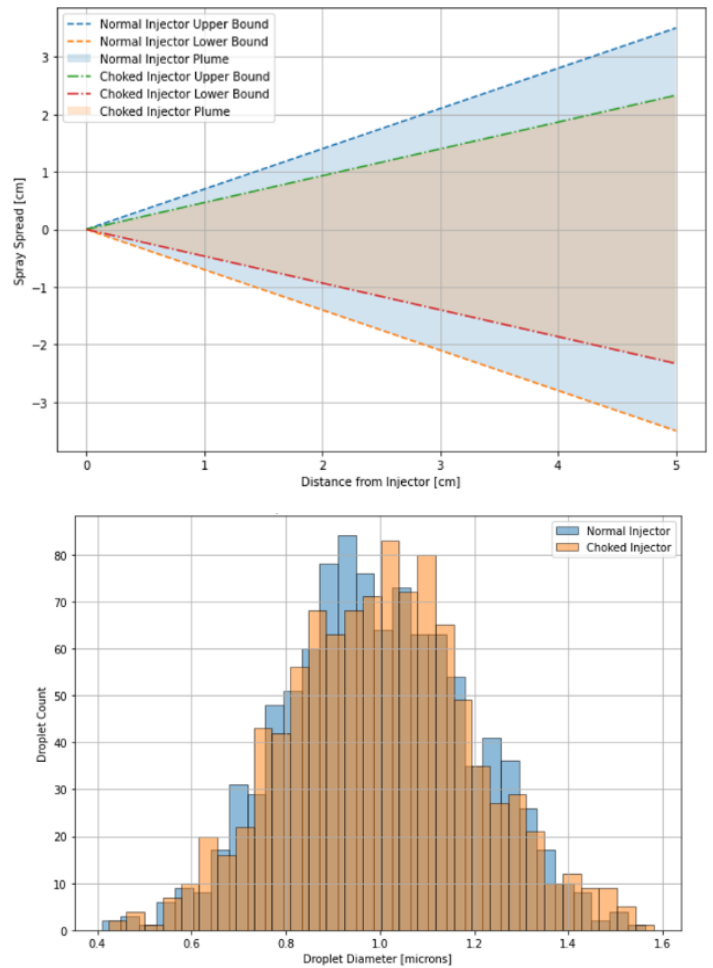 Normal Injector Upper Bound
Normal Injector Lower Bound
Normal Injector Plume
Choked Injector Upper Bound
Choked Injector Lower Bound
Choked Injector Plume
3
2
1
0
−1
−2
−3
Spray Spread [cm]
0 1 2 3 4 5
Distance from Injector [cm]
Normal Injector
Choked Injector
80
70
60
50
40
30
20
10
0
Droplet Count
0.4 0.6 0.8 1.0 1.2 1.4 1.6
Droplet Diameter [microns]